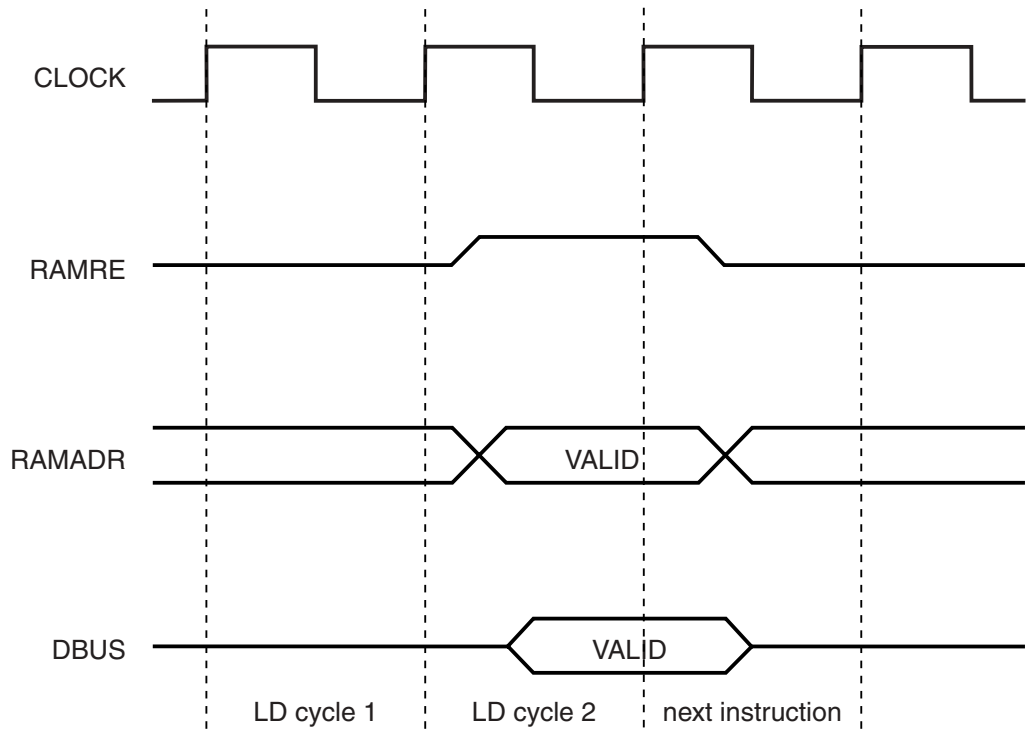 CLOCK
RAMRE
RAMADR
VALID
DBUS
VALID
LD cycle 1
LD cycle 2
next instruction